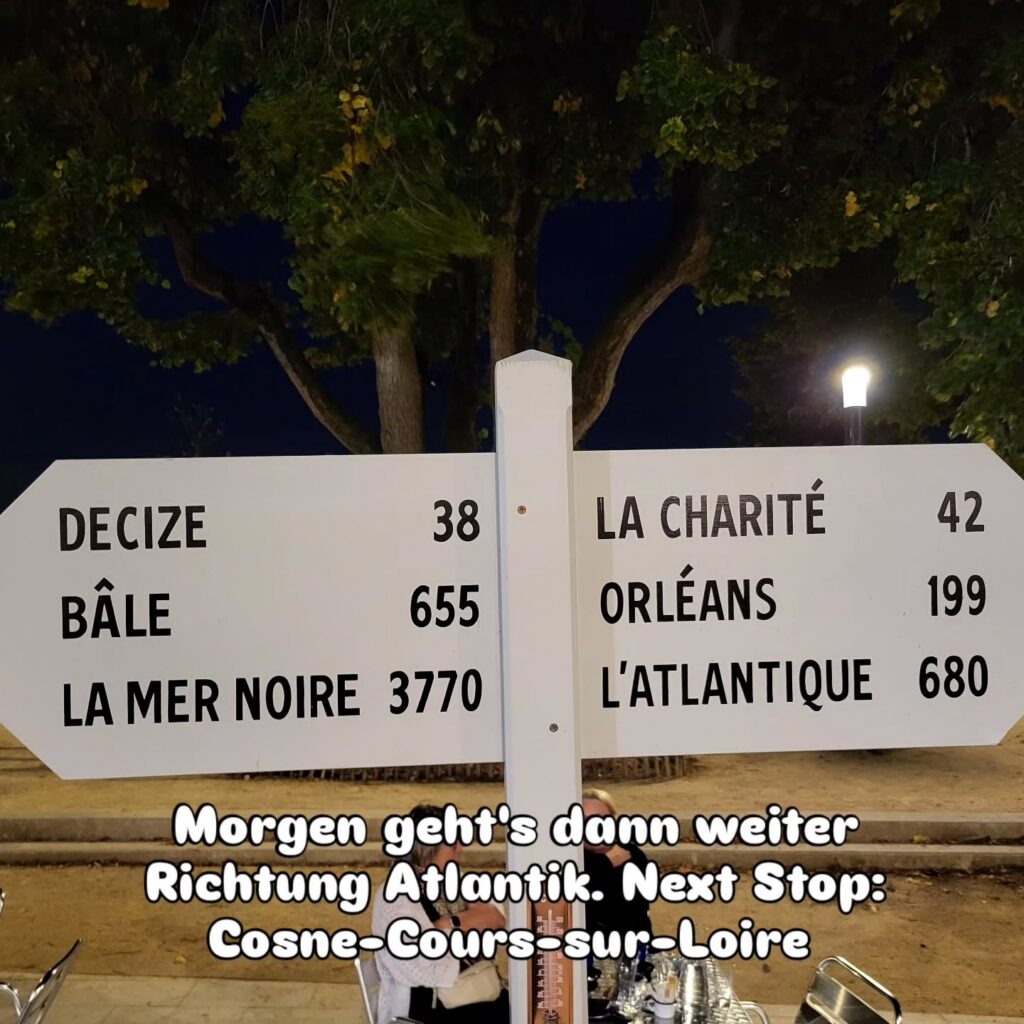 DECIZE 38
BÂLE 655
LA MER NOIRE 3770
LA CHARITÉ 42
ORLÉANS 199
L'ATLANTIQUE 680
Morgen geht's dann weiter
Richtung Atlantik. Next Stop:
Cosne-Cours-sur-Loire